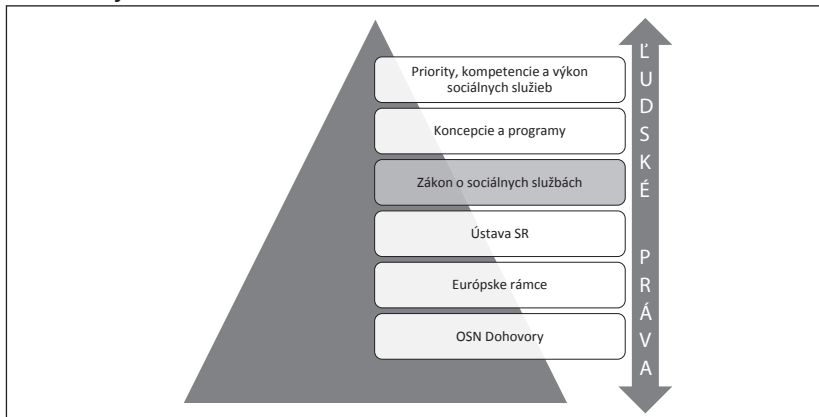 Priority, kompetencie a výkon
sociálnych služieb
Koncepcie a programy
Zákon o sociálnych službách
Ústava SR
Európske rámce
OSN Dohovory
ĽUDSKÉ PRÁVA